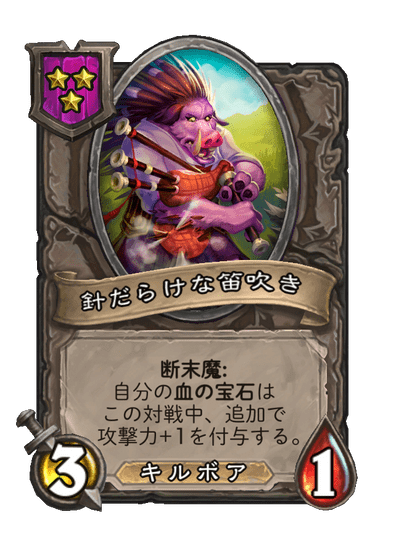 針だらけな笛吹き
断末魔:
自分の血の宝石は
この対戦中、追加で
攻撃力+1を付与する。
3
キルボア
1